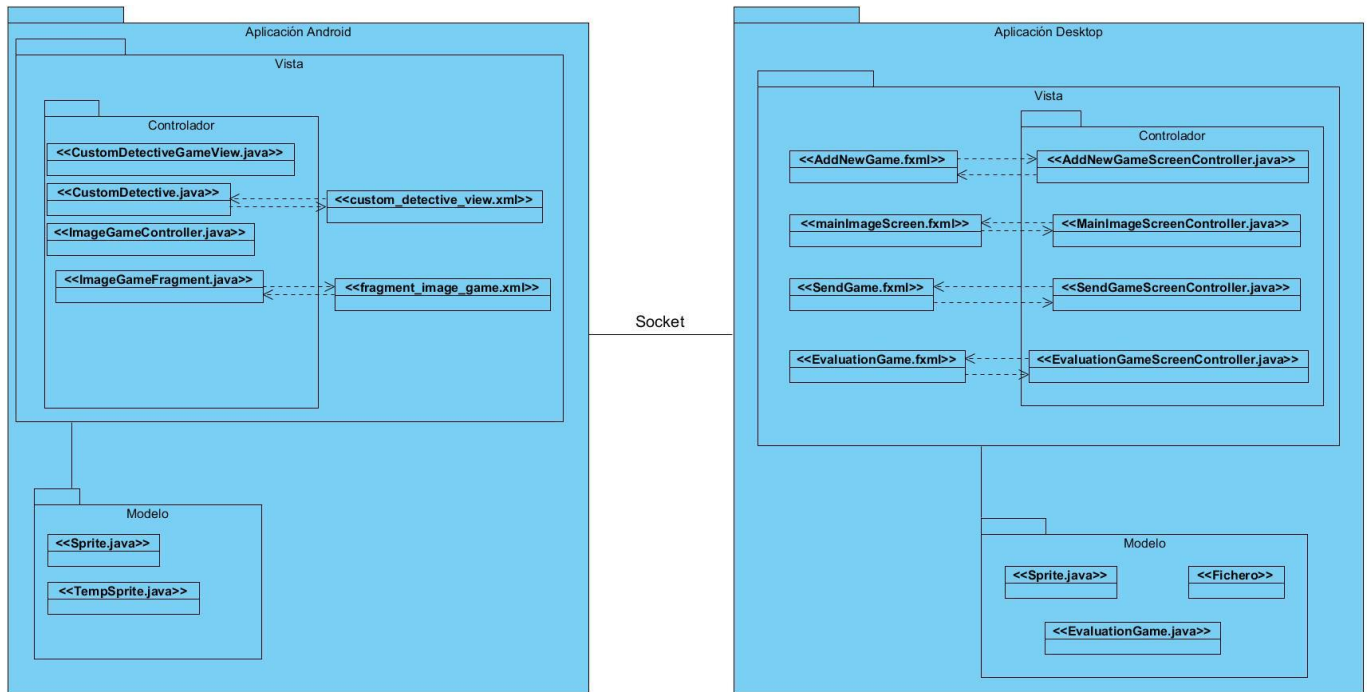 Aplicación Android
Vista
Controlador
<<CustomDetectiveGameView.java>>
<<CustomDetective.java>>
<<custom_detective_view.xml>>
<<ImageGameController.java>>
<<ImageGameFragment.java>>
<<fragment_image_game.xml>>
Modelo
<<Sprite.java>>
<<TempSprite.java>>
Socket
Aplicación Desktop
Vista
Controlador
<<AddNewGame.fxml>>
<<AddNewGameScreenController.java>>
<<mainImageScreen.fxml>>
<<MainImageScreenController.java>>
<<SendGame.fxml>>
<<SendGameScreenController.java>>
<<EvaluationGame.fxml>>
<<EvaluationGameScreenController.java>>
Modelo
<<Sprite.java>>
<<Fichero>>
<<EvaluationGame.java>>